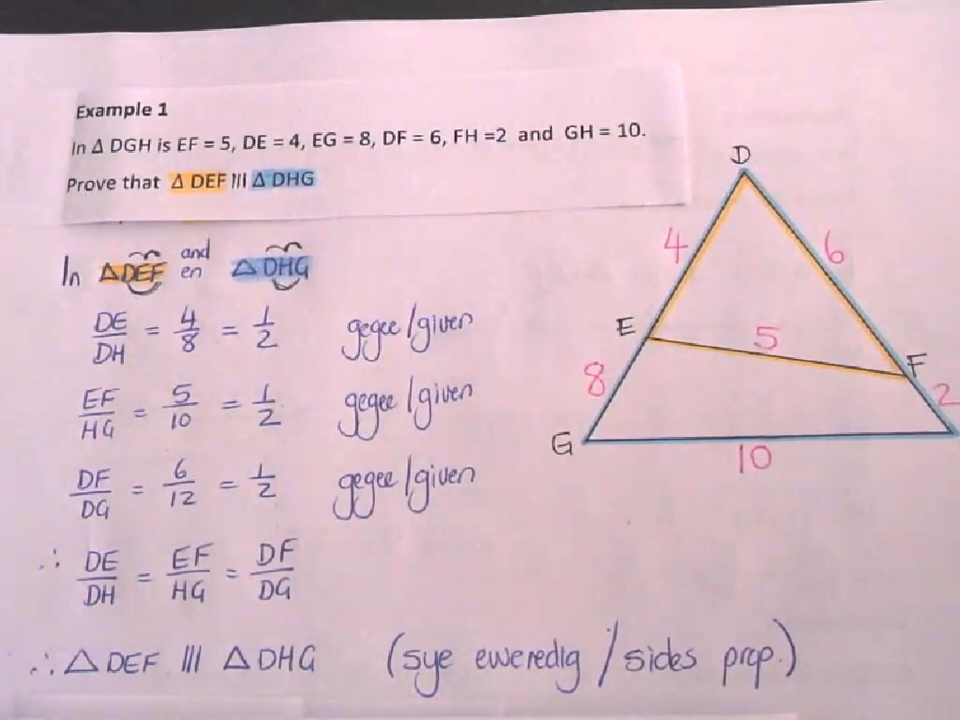 Example 1
In Δ DGH is EF = 5, DE = 4, EG = 8, DF = 6, FH =2 and GH = 10.
Prove that Δ DEF /// Δ DHG
In ΔDEF and en ΔDHG
DE/DH = 4/8 = 1/2 gegee/given
EF/HG = 5/10 = 1/2 gegee/given
DF/DG = 6/12 = 1/2 gegee/given
∴ DE/DH = EF/HG = DF/DG
∴ Δ DEF /// Δ DHG (sye eweredig / sides prop.)
D
4 6
E 5 F
8 2
G
10